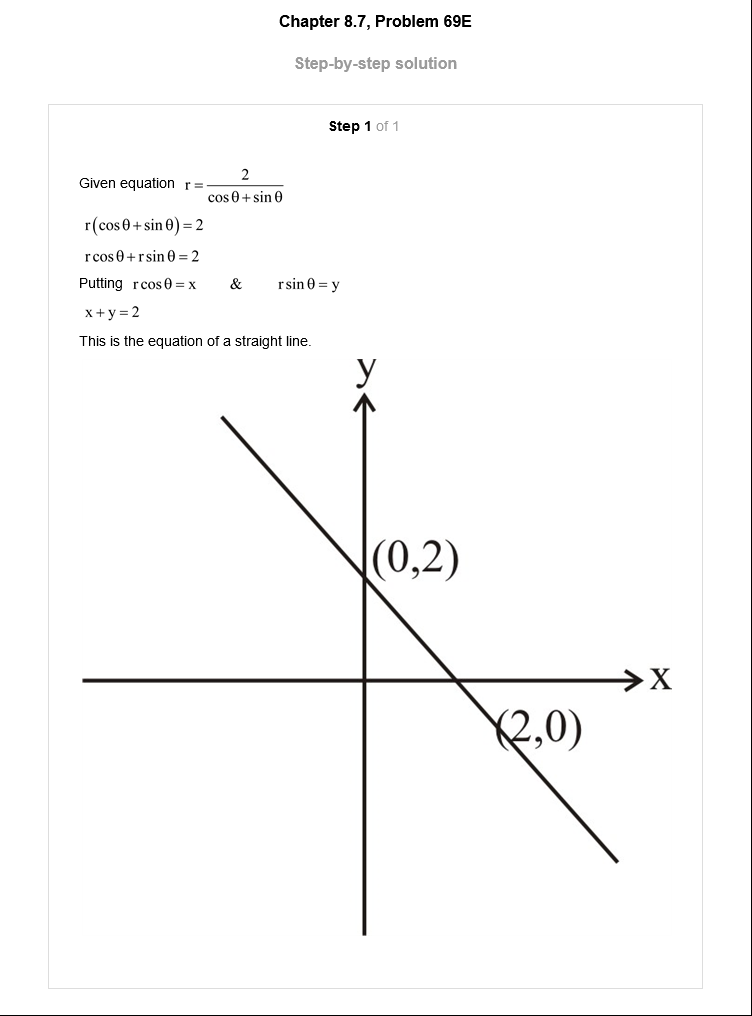 Chapter 8.7, Problem 69E
Step-by-step solution
Step 1 of 1
Given equation r = 2 / (cos θ + sin θ)
r(cos θ + sin θ) = 2
r cos θ + r sin θ = 2
Putting r cos θ = x & r sin θ = y
x + y = 2
This is the equation of a straight line.
y
(0,2)
x
(2,0)